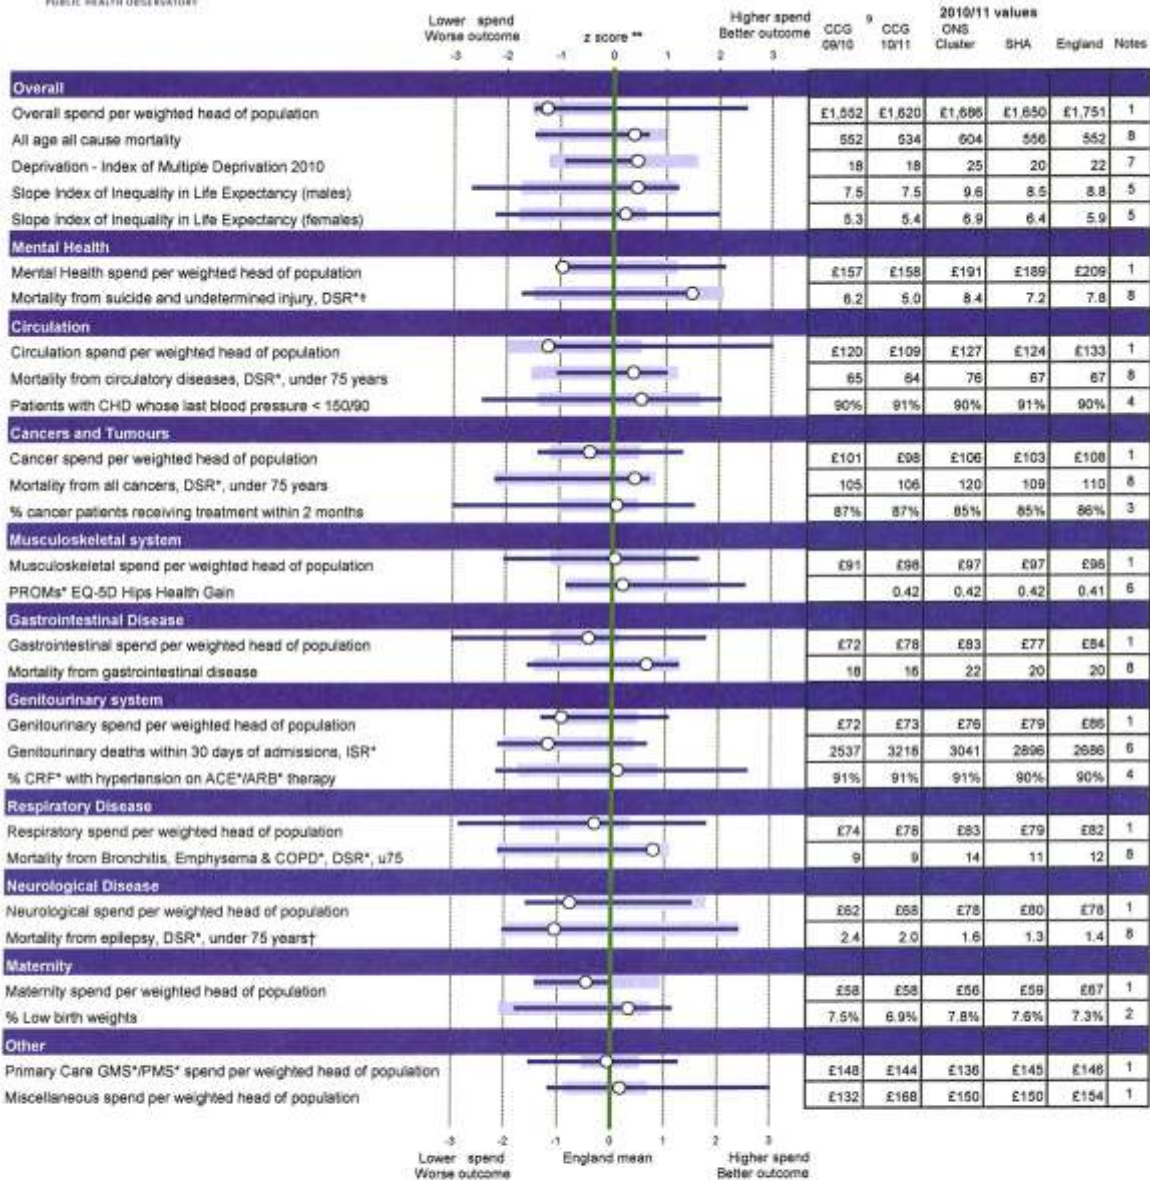 PUBLIC HEALTH OBSERVATORY
Lower spend Higher spend 9 2010/11 values
Worse outcome z score ** Better outcome CCG CCG ONS
09/10 10/11 Cluster SHA England Notes
-3 -2 -1 0 1 2 3
Overall
Overall spend per weighted head of population £1,552 £1,620 £1,686 £1,650 £1,751 1
All age all cause mortality 552 534 604 556 552 8
Deprivation - Index of Multiple Deprivation 2010 18 18 25 20 22 7
Slope Index of Inequality in Life Expectancy (males) 7.5 7.5 9.6 8.5 8.8 5
Slope Index of Inequality in Life Expectancy (females) 5.3 5.4 6.9 6.4 5.9 5
Mental Health
Mental Health spend per weighted head of population £157 £158 £191 £189 £209 1
Mortality from suicide and undetermined injury, DSR*† 6.2 5.0 8.4 7.2 7.8 8
Circulation
Circulation spend per weighted head of population £120 £109 £127 £124 £133 1
Mortality from circulatory diseases, DSR*, under 75 years 65 64 76 67 67 8
Patients with CHD whose last blood pressure < 150/90 90% 91% 90% 91% 90% 4
Cancers and Tumours
Cancer spend per weighted head of population £101 £98 £106 £103 £108 1
Mortality from all cancers, DSR*, under 75 years 105 106 120 109 110 8
% cancer patients receiving treatment within 2 months 87% 87% 85% 85% 86% 3
Musculoskeletal system
Musculoskeletal spend per weighted head of population £91 £98 £97 £97 £96 1
PROMs* EQ-5D Hips Health Gain 0.42 0.42 0.42 0.41 6
Gastrointestinal Disease
Gastrointestinal spend per weighted head of population £72 £78 £83 £77 £84 1
Mortality from gastrointestinal disease 18 16 22 20 20 8
Genitourinary system
Genitourinary spend per weighted head of population £72 £73 £76 £79 £86 1
Genitourinary deaths within 30 days of admissions, ISR* 2537 3218 3041 2896 2686 6
% CRF* with hypertension on ACE*/ARB* therapy 91% 91% 91% 90% 90% 4
Respiratory Disease
Respiratory spend per weighted head of population £74 £78 £83 £79 £82 1
Mortality from Bronchitis, Emphysema & COPD*, DSR*, u75 9 9 14 11 12 8
Neurological Disease
Neurological spend per weighted head of population £62 £68 £78 £80 £78 1
Mortality from epilepsy, DSR*, under 75 years† 2.4 2.0 1.6 1.3 1.4 8
Maternity
Maternity spend per weighted head of population £58 £58 £56 £59 £67 1
% Low birth weights 7.5% 6.9% 7.8% 7.6% 7.3% 2
Other
Primary Care GMS*/PMS* spend per weighted head of population £148 £144 £136 £145 £146 1
Miscellaneous spend per weighted head of population £132 £168 £150 £150 £154 1
-3 -2 -1 0 1 2 3
Lower spend England mean Higher spend
Worse outcome Better outcome